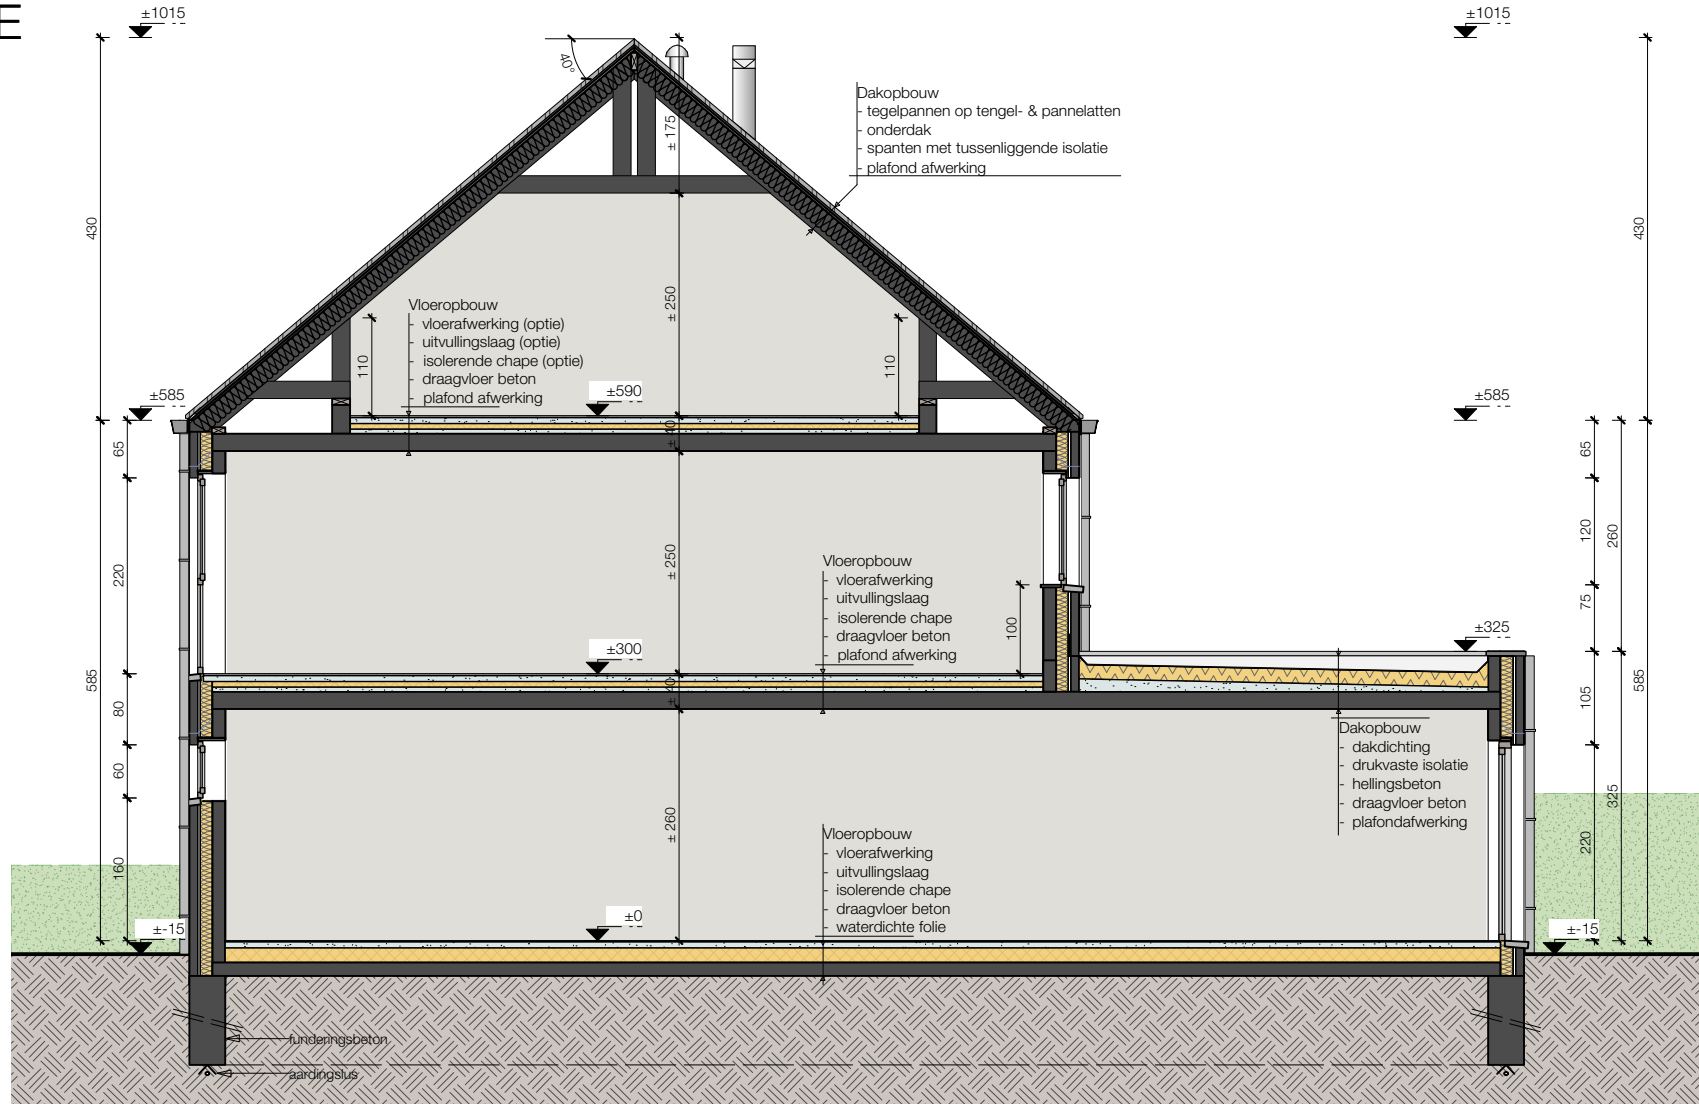 E
±1015
±1015
40°
± 175
Dakopbouw
- tegelpannen op tengel- & pannelatten
- onderdak
- spanten met tussenliggende isolatie
- plafond afwerking
430
430
Vloeropbouw
- vloerafwerking (optie)
- uitvullingslaag (optie)
- isolerende chape (optie)
- draagvloer beton
- plafond afwerking
± 250
110
110
±585
±590
±585
65
± 40
65
220
± 250
120
260
Vloeropbouw
- vloerafwerking
- uitvullingslaag
- isolerende chape
- draagvloer beton
- plafond afwerking
75
100
±300
±325
585
± 40
585
80
105
Dakopbouw
- dakdichting
- drukvaste isolatie
- hellingsbeton
- draagvloer beton
- plafondafwerking
60
325
± 260
220
160
Vloeropbouw
- vloerafwerking
- uitvullingslaag
- isolerende chape
- draagvloer beton
- waterdichte folie
±0
±-15
±-15
funderingsbeton
aardingslus